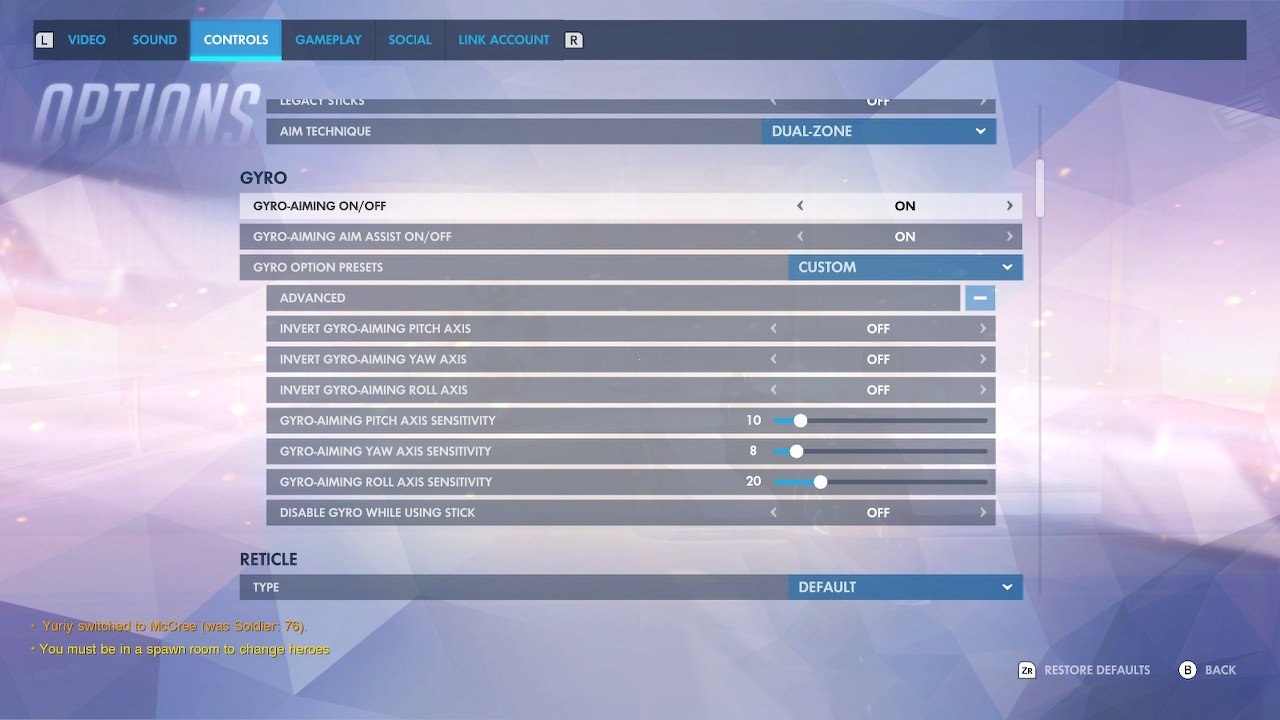 L VIDEO SOUND CONTROLS GAMEPLAY SOCIAL LINK ACCOUNT R
OPTIONS
LEGACY STICKS OFF
AIM TECHNIQUE DUAL-ZONE
GYRO
GYRO-AIMING ON/OFF ON
GYRO-AIMING AIM ASSIST ON/OFF ON
GYRO OPTION PRESETS CUSTOM
ADVANCED
INVERT GYRO-AIMING PITCH AXIS OFF
INVERT GYRO-AIMING YAW AXIS OFF
INVERT GYRO-AIMING ROLL AXIS OFF
GYRO-AIMING PITCH AXIS SENSITIVITY 10
GYRO-AIMING YAW AXIS SENSITIVITY 8
GYRO-AIMING ROLL AXIS SENSITIVITY 20
DISABLE GYRO WHILE USING STICK OFF
RETICLE
TYPE DEFAULT
· Yuriy switched to McCree (was Soldier: 76).
· You must be in a spawn room to change heroes
ZR RESTORE DEFAULTS B BACK